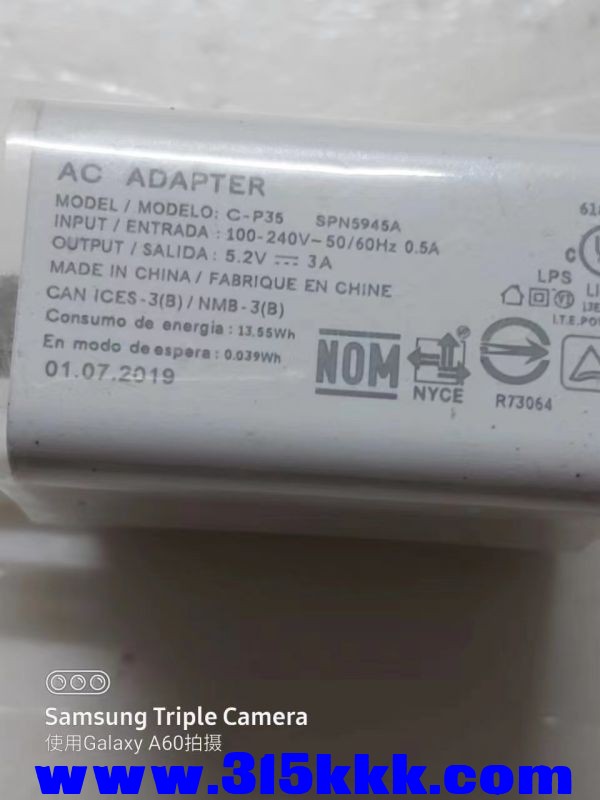 AC ADAPTER
MODEL / MODELO: C-P35 SPN5945A
INPUT / ENTRADA : 100-240V~50/60Hz 0.5A
OUTPUT / SALIDA : 5.2V ⎓ 3A
MADE IN CHINA / FABRIQUE EN CHINE
CAN ICES-3(B) / NMB-3(B)
Consumo de energia : 13.55Wh
En modo de espera : 0.039Wh
01.07.2019
NOM
NYCE
R73064
LPS
I.T.E.
Samsung Triple Camera
使用Galaxy A60拍摄
www.315kkk.com